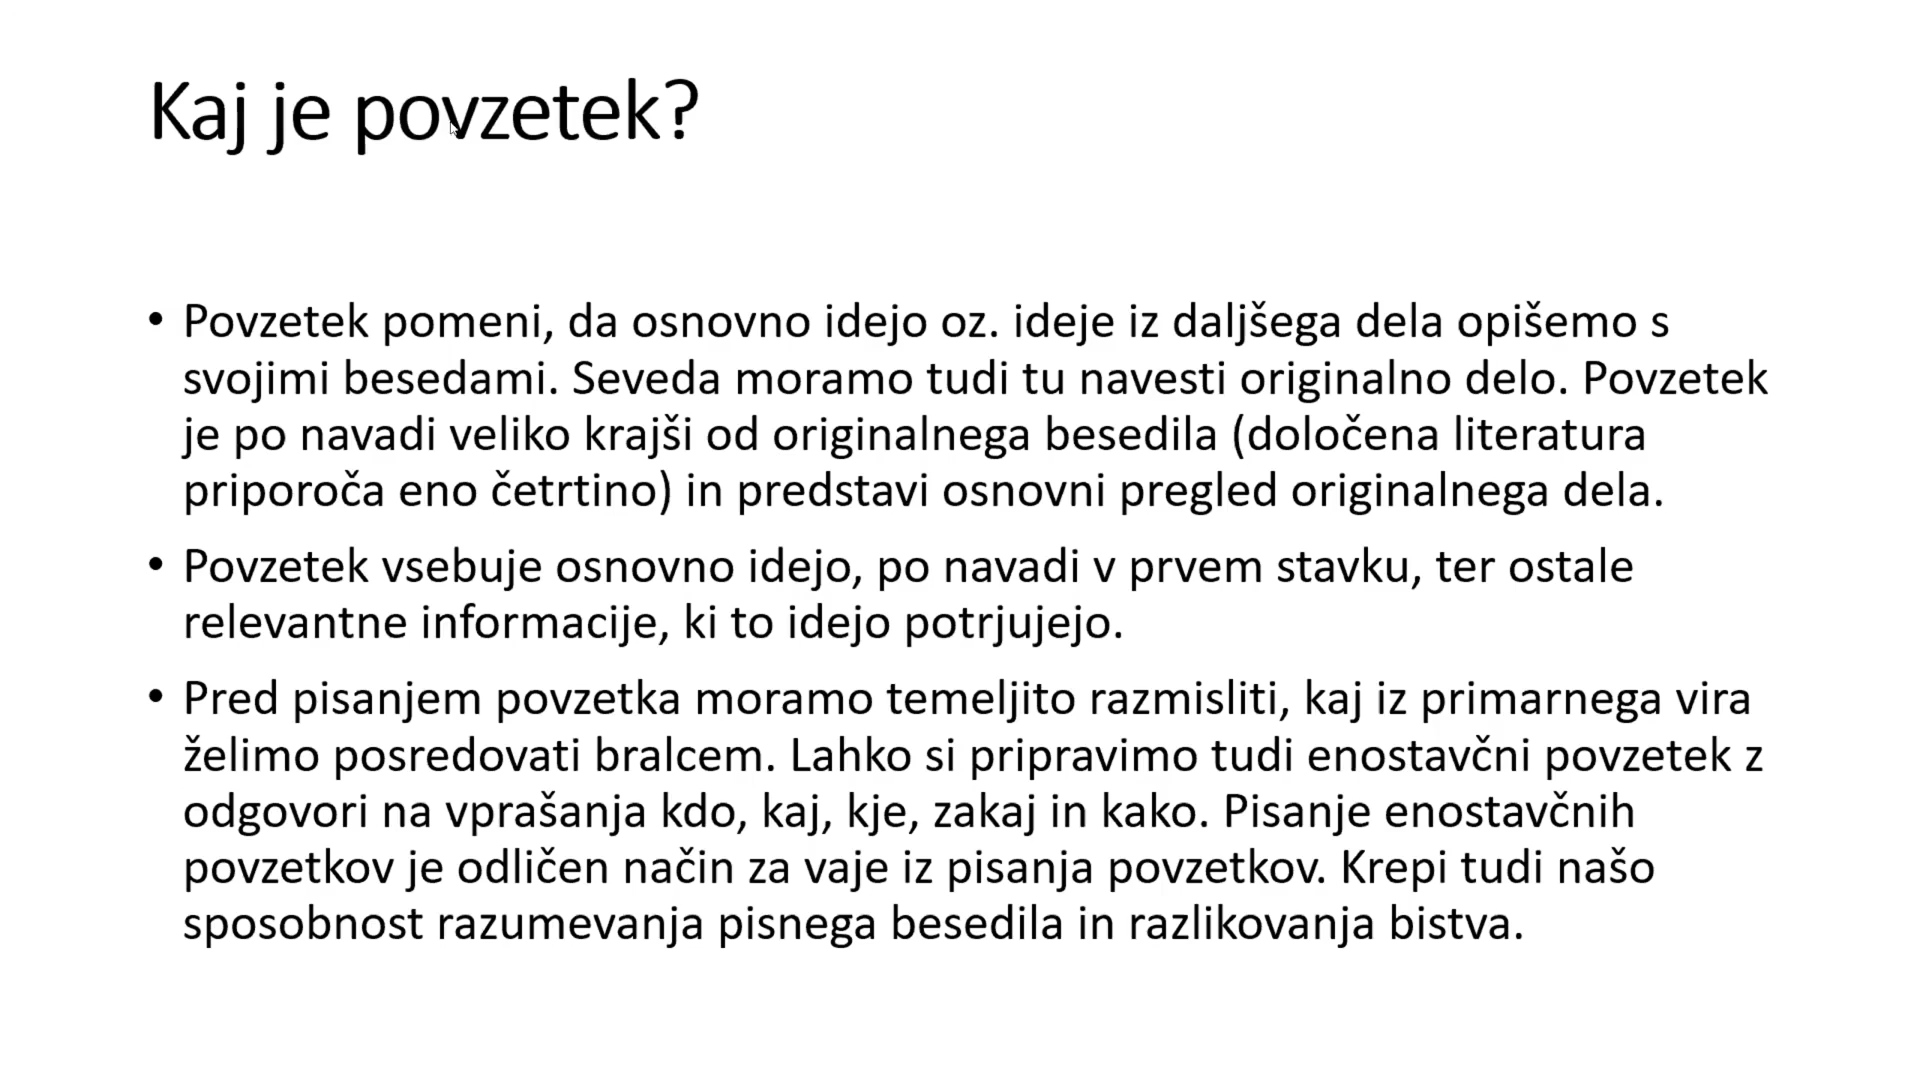 Kaj je povzetek?
• Povzetek pomeni, da osnovno idejo oz. ideje iz daljšega dela opišemo s
svojimi besedami. Seveda moramo tudi tu navesti originalno delo. Povzetek
je po navadi veliko krajši od originalnega besedila (določena literatura
priporoča eno četrtino) in predstavi osnovni pregled originalnega dela.
• Povzetek vsebuje osnovno idejo, po navadi v prvem stavku, ter ostale
relevantne informacije, ki to idejo potrjujejo.
• Pred pisanjem povzetka moramo temeljito razmisliti, kaj iz primarnega vira
želimo posredovati bralcem. Lahko si pripravimo tudi enostavčni povzetek z
odgovori na vprašanja kdo, kaj, kje, zakaj in kako. Pisanje enostavčnih
povzetkov je odličen način za vaje iz pisanja povzetkov. Krepi tudi našo
sposobnost razumevanja pisnega besedila in razlikovanja bistva.